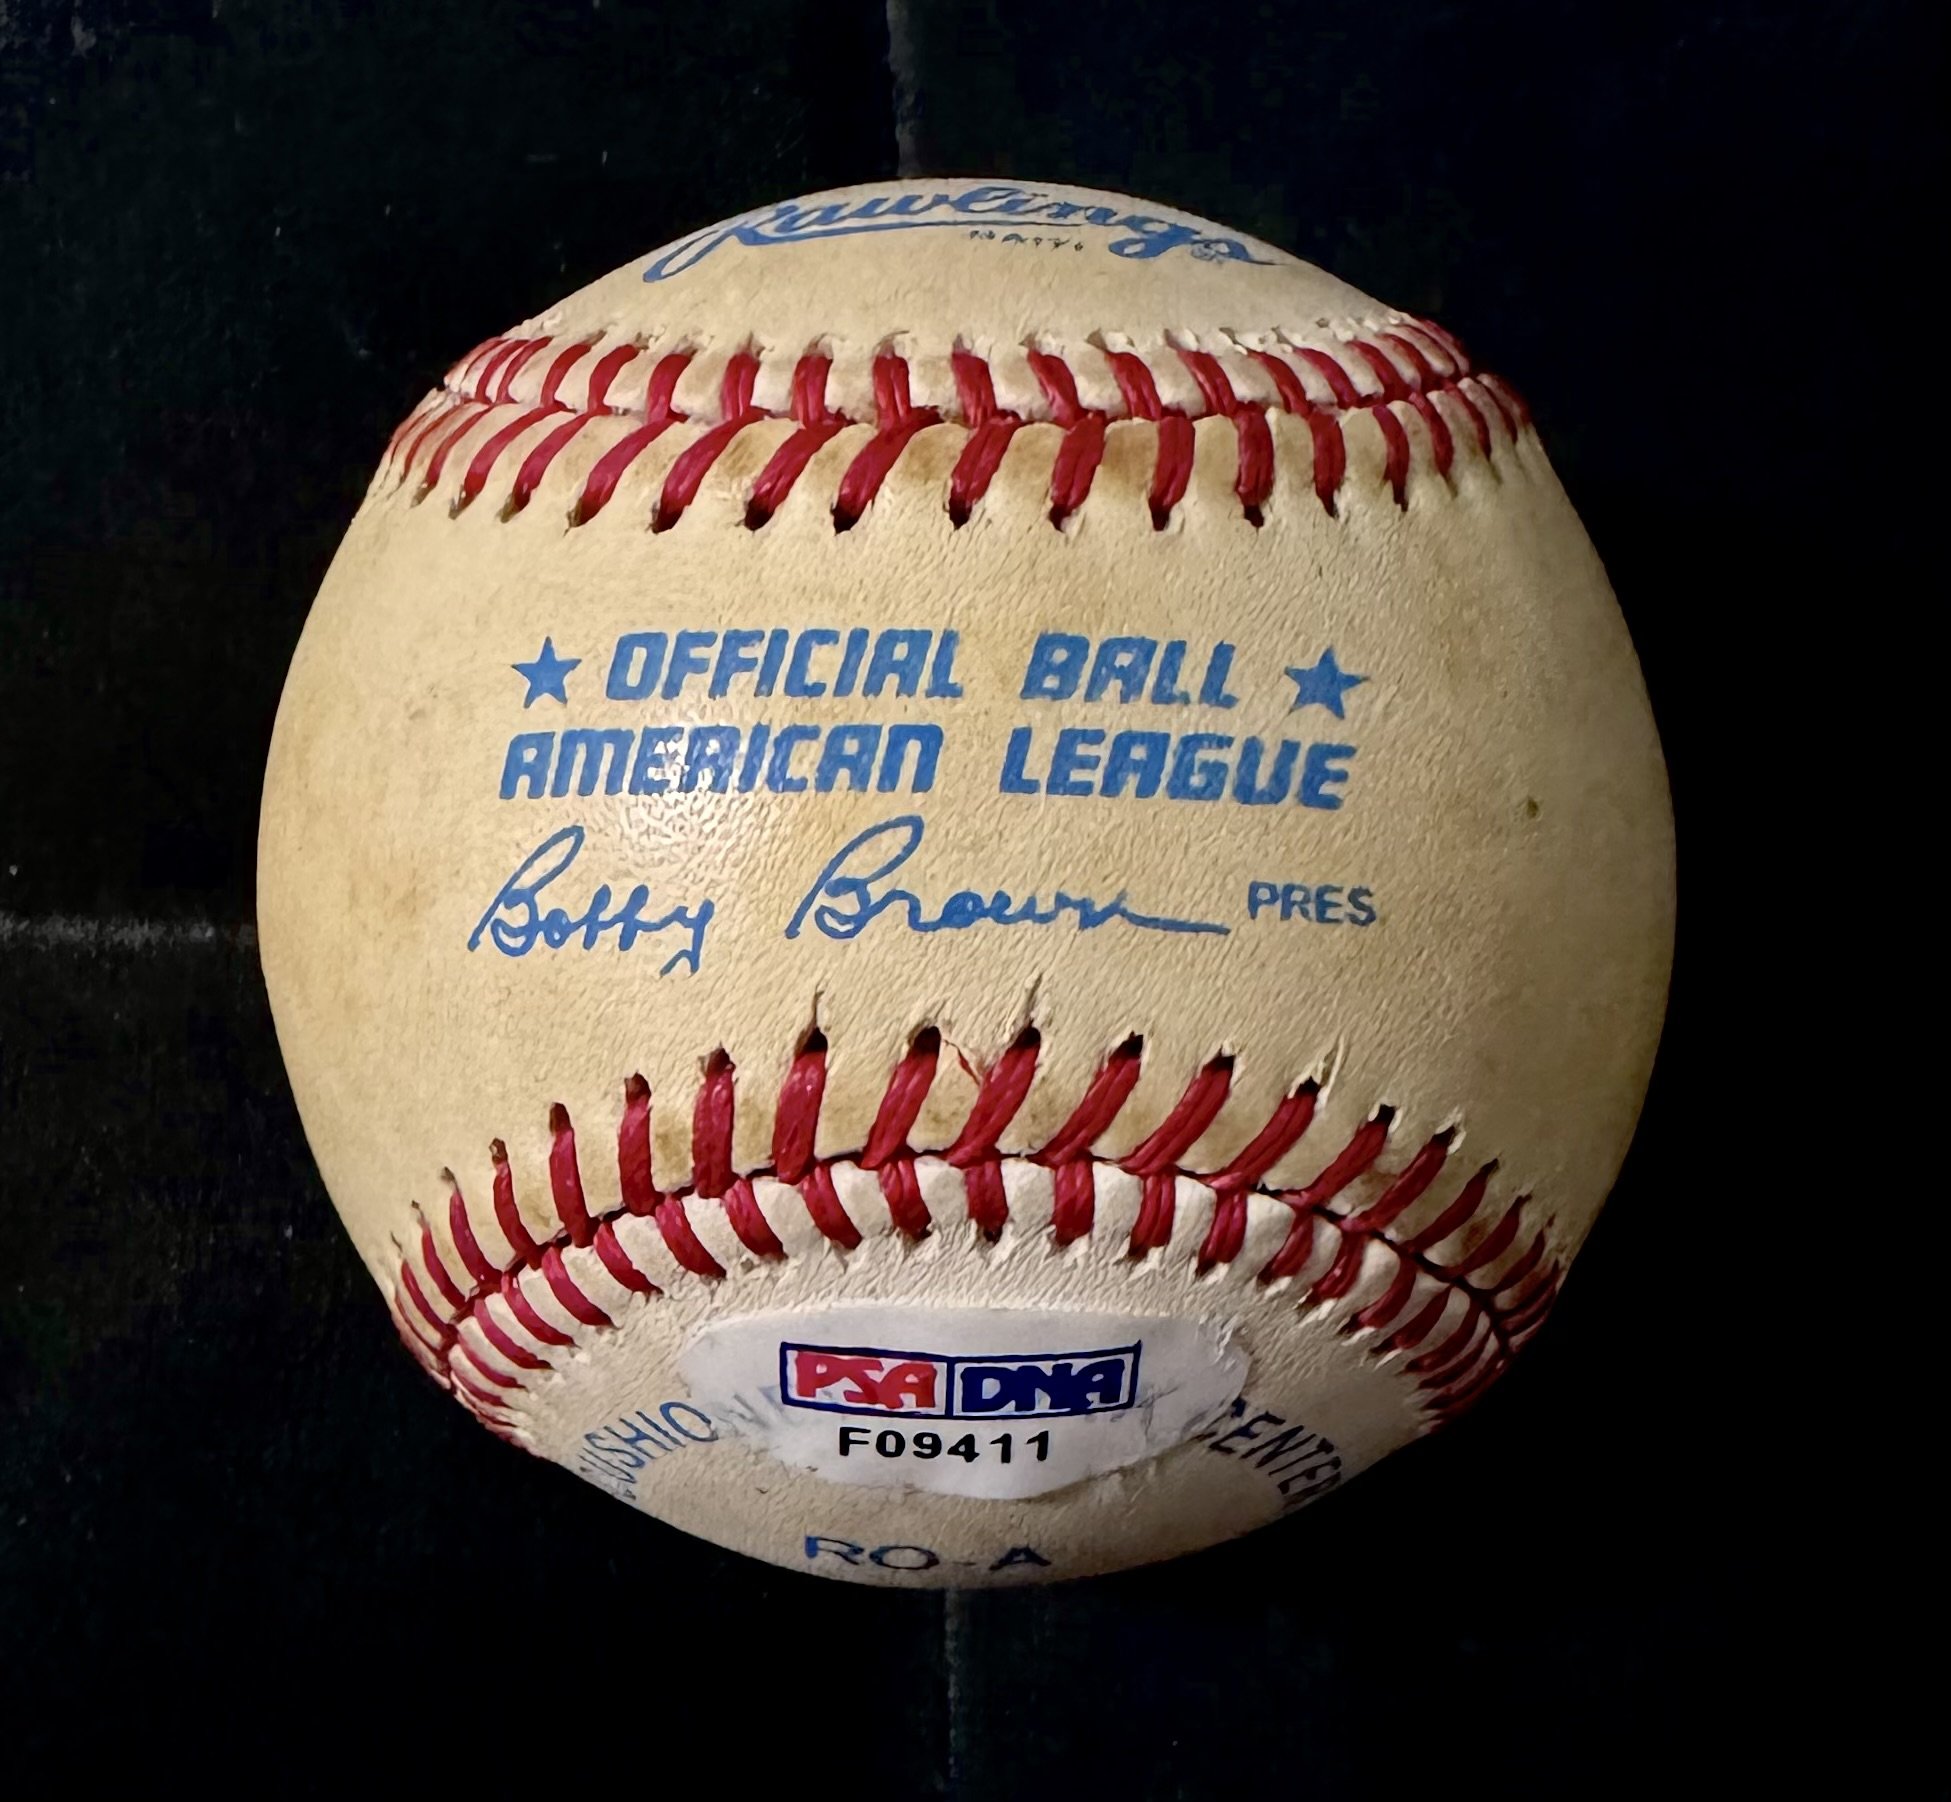 Rawlings
★ OFFICIAL BALL ★
AMERICAN LEAGUE
Bobby Brown PRES
PSA DNA
F09411
RO-A